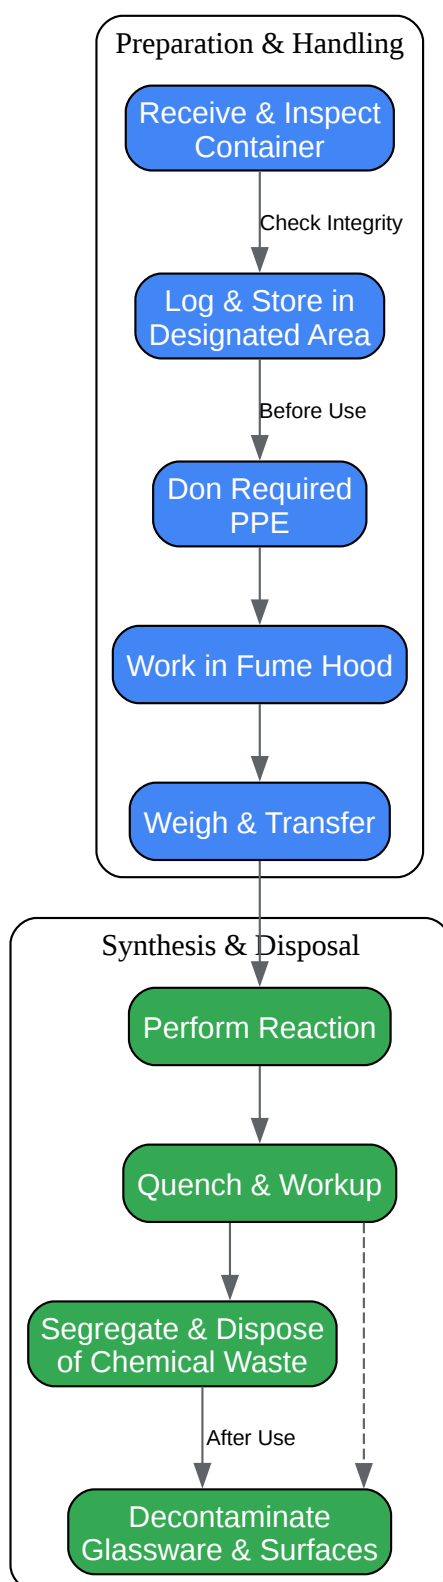 Preparation & Handling
Receive & Inspect
Container
Check Integrity
Log & Store in
Designated Area
Before Use
Don Required
PPE
Work in Fume Hood
Weigh & Transfer
Synthesis & Disposal
Perform Reaction
Quench & Workup
Segregate & Dispose
of Chemical Waste
After Use
Decontaminate
Glassware & Surfaces